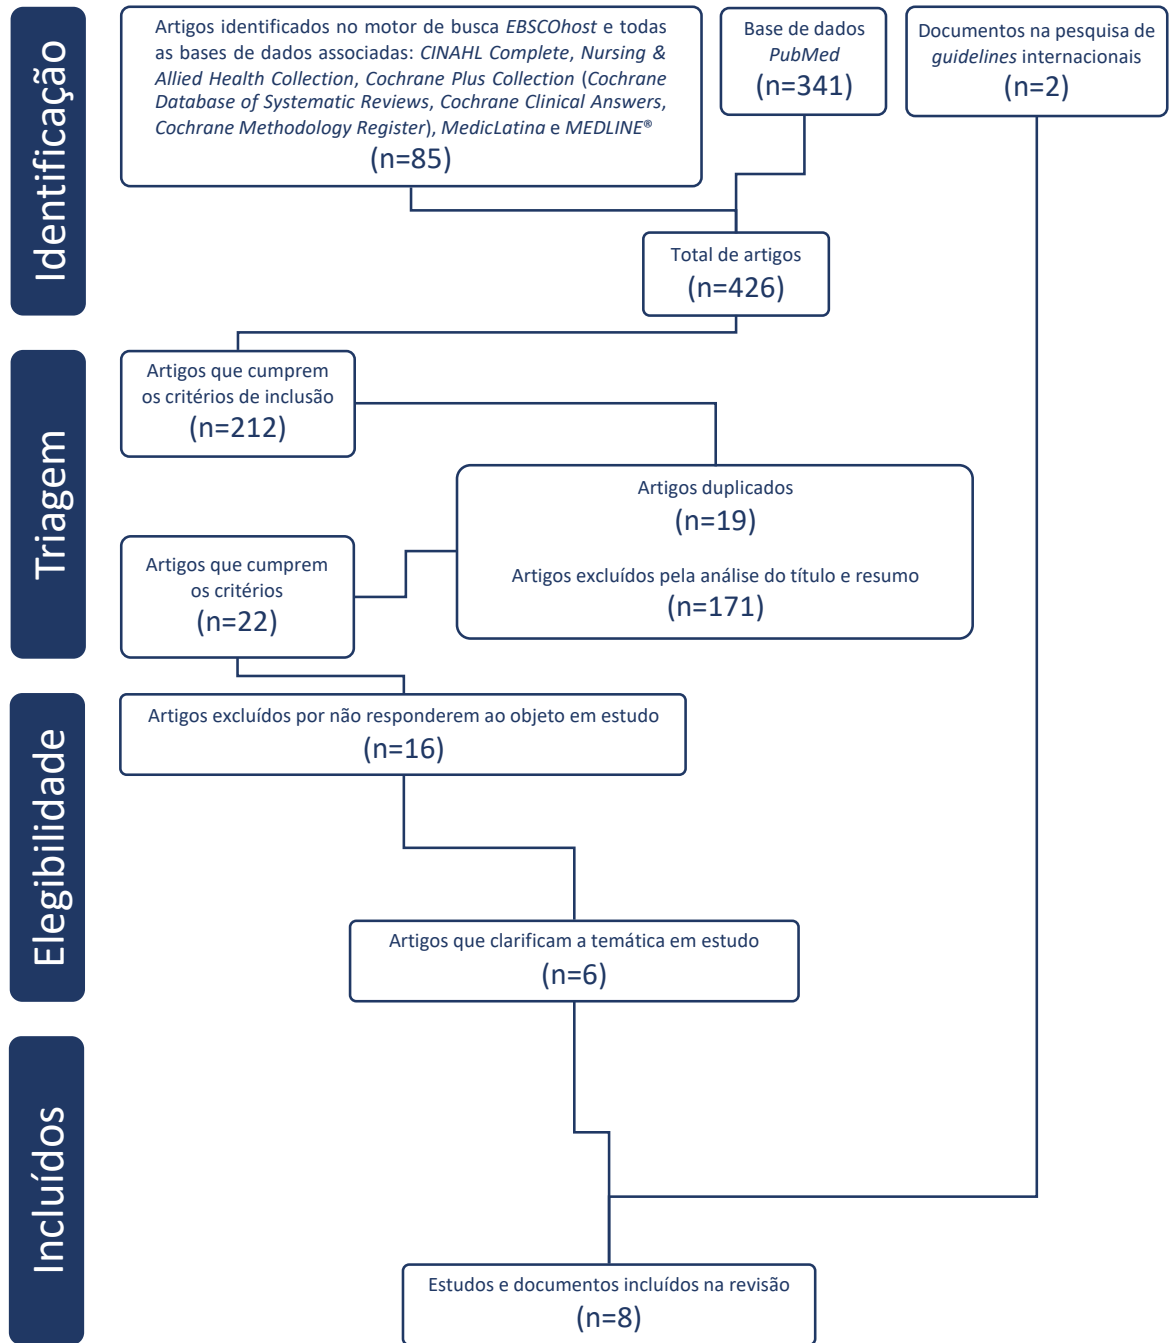 Identificação
Artigos identificados no motor de busca EBSCOhost e todas
as bases de dados associadas: CINAHL Complete, Nursing &
Allied Health Collection, Cochrane Plus Collection (Cochrane
Database of Systematic Reviews, Cochrane Clinical Answers,
Cochrane Methodology Register), MedicLatina e MEDLINE®
(n=85)
Base de dados
PubMed
(n=341)
Documentos na pesquisa de
guidelines internacionais
(n=2)
Total de artigos
(n=426)
Triagem
Artigos que cumprem
os critérios de inclusão
(n=212)
Artigos duplicados
(n=19)
Artigos excluídos pela análise do título e resumo
(n=171)
Artigos que cumprem
os critérios
(n=22)
Elegibilidade
Artigos excluídos por não responderem ao objeto em estudo
(n=16)
Artigos que clarificam a temática em estudo
(n=6)
Incluídos
Estudos e documentos incluídos na revisão
(n=8)